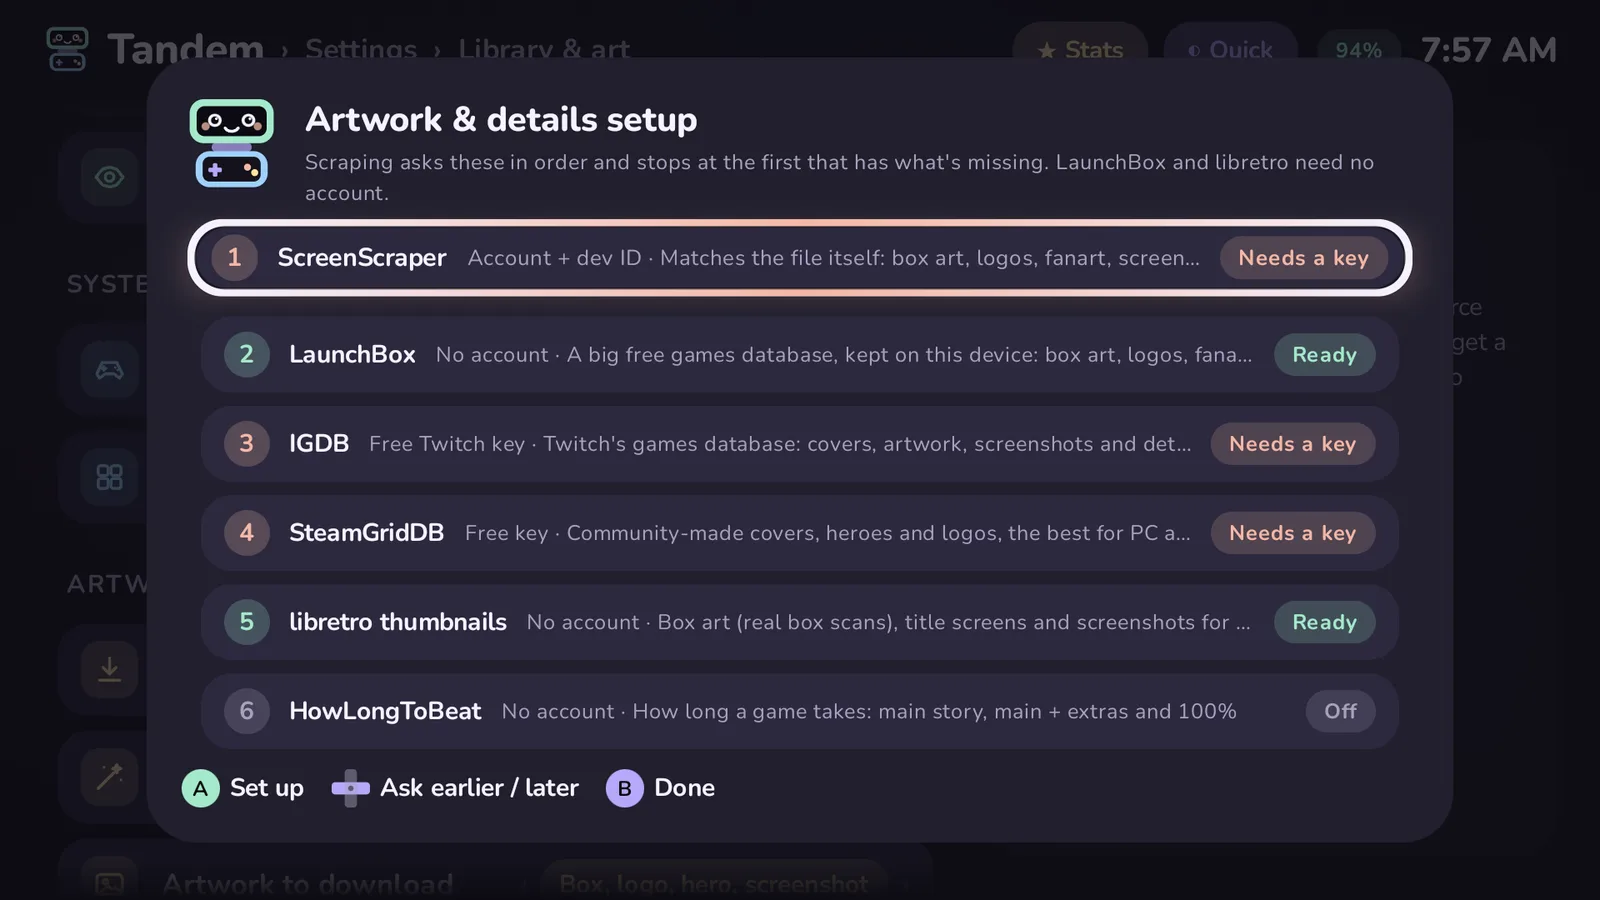 Tandem › Settings › Library & art
★ Stats
Quick
94%
7:57 AM
Artwork & details setup
Scraping asks these in order and stops at the first that has what's missing. LaunchBox and libretro need no
account.
1 ScreenScraper Account + dev ID · Matches the file itself: box art, logos, fanart, screen... Needs a key
2 LaunchBox No account · A big free games database, kept on this device: box art, logos, fana... Ready
3 IGDB Free Twitch key · Twitch's games database: covers, artwork, screenshots and det... Needs a key
4 SteamGridDB Free key · Community-made covers, heroes and logos, the best for PC a... Needs a key
5 libretro thumbnails No account · Box art (real box scans), title screens and screenshots for ... Ready
6 HowLongToBeat No account · How long a game takes: main story, main + extras and 100% Off
A Set up Ask earlier / later B Done
SYSTE
ARTW
get a
Artwork to download
Box, logo, hero, screenshot